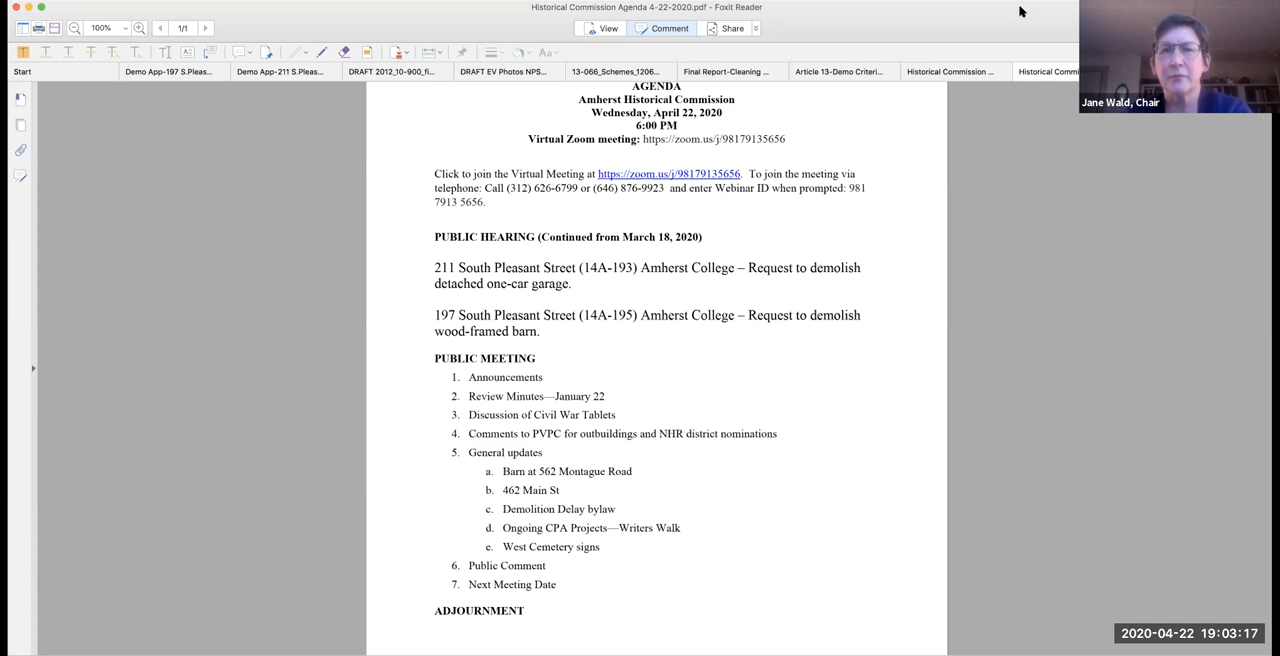 Historical Commission Agenda 4-22-2020.pdf - Foxit Reader
100% 1/1 View Comment Share
Aa
Start Demo App-197 S.Pleas... Demo App-211 S.Pleas... DRAFT 2012_10-900_fi... DRAFT EV Photos NPS... 13-066_Schemes_1206... Final Report-Cleaning ... Article 13-Demo Criteri... Historical Commission ... Historical Commi
Jane Wald, Chair
AGENDA
Amherst Historical Commission
Wednesday, April 22, 2020
6:00 PM
Virtual Zoom meeting: https://zoom.us/j/98179135656
Click to join the Virtual Meeting at https://zoom.us/j/98179135656. To join the meeting via
telephone: Call (312) 626-6799 or (646) 876-9923 and enter Webinar ID when prompted: 981
7913 5656.
PUBLIC HEARING (Continued from March 18, 2020)
211 South Pleasant Street (14A-193) Amherst College – Request to demolish
detached one-car garage.
197 South Pleasant Street (14A-195) Amherst College – Request to demolish
wood-framed barn.
PUBLIC MEETING
1. Announcements
2. Review Minutes—January 22
3. Discussion of Civil War Tablets
4. Comments to PVPC for outbuildings and NHR district nominations
5. General updates
a. Barn at 562 Montague Road
b. 462 Main St
c. Demolition Delay bylaw
d. Ongoing CPA Projects—Writers Walk
e. West Cemetery signs
6. Public Comment
7. Next Meeting Date
ADJOURNMENT
2020-04-22 19:03:17